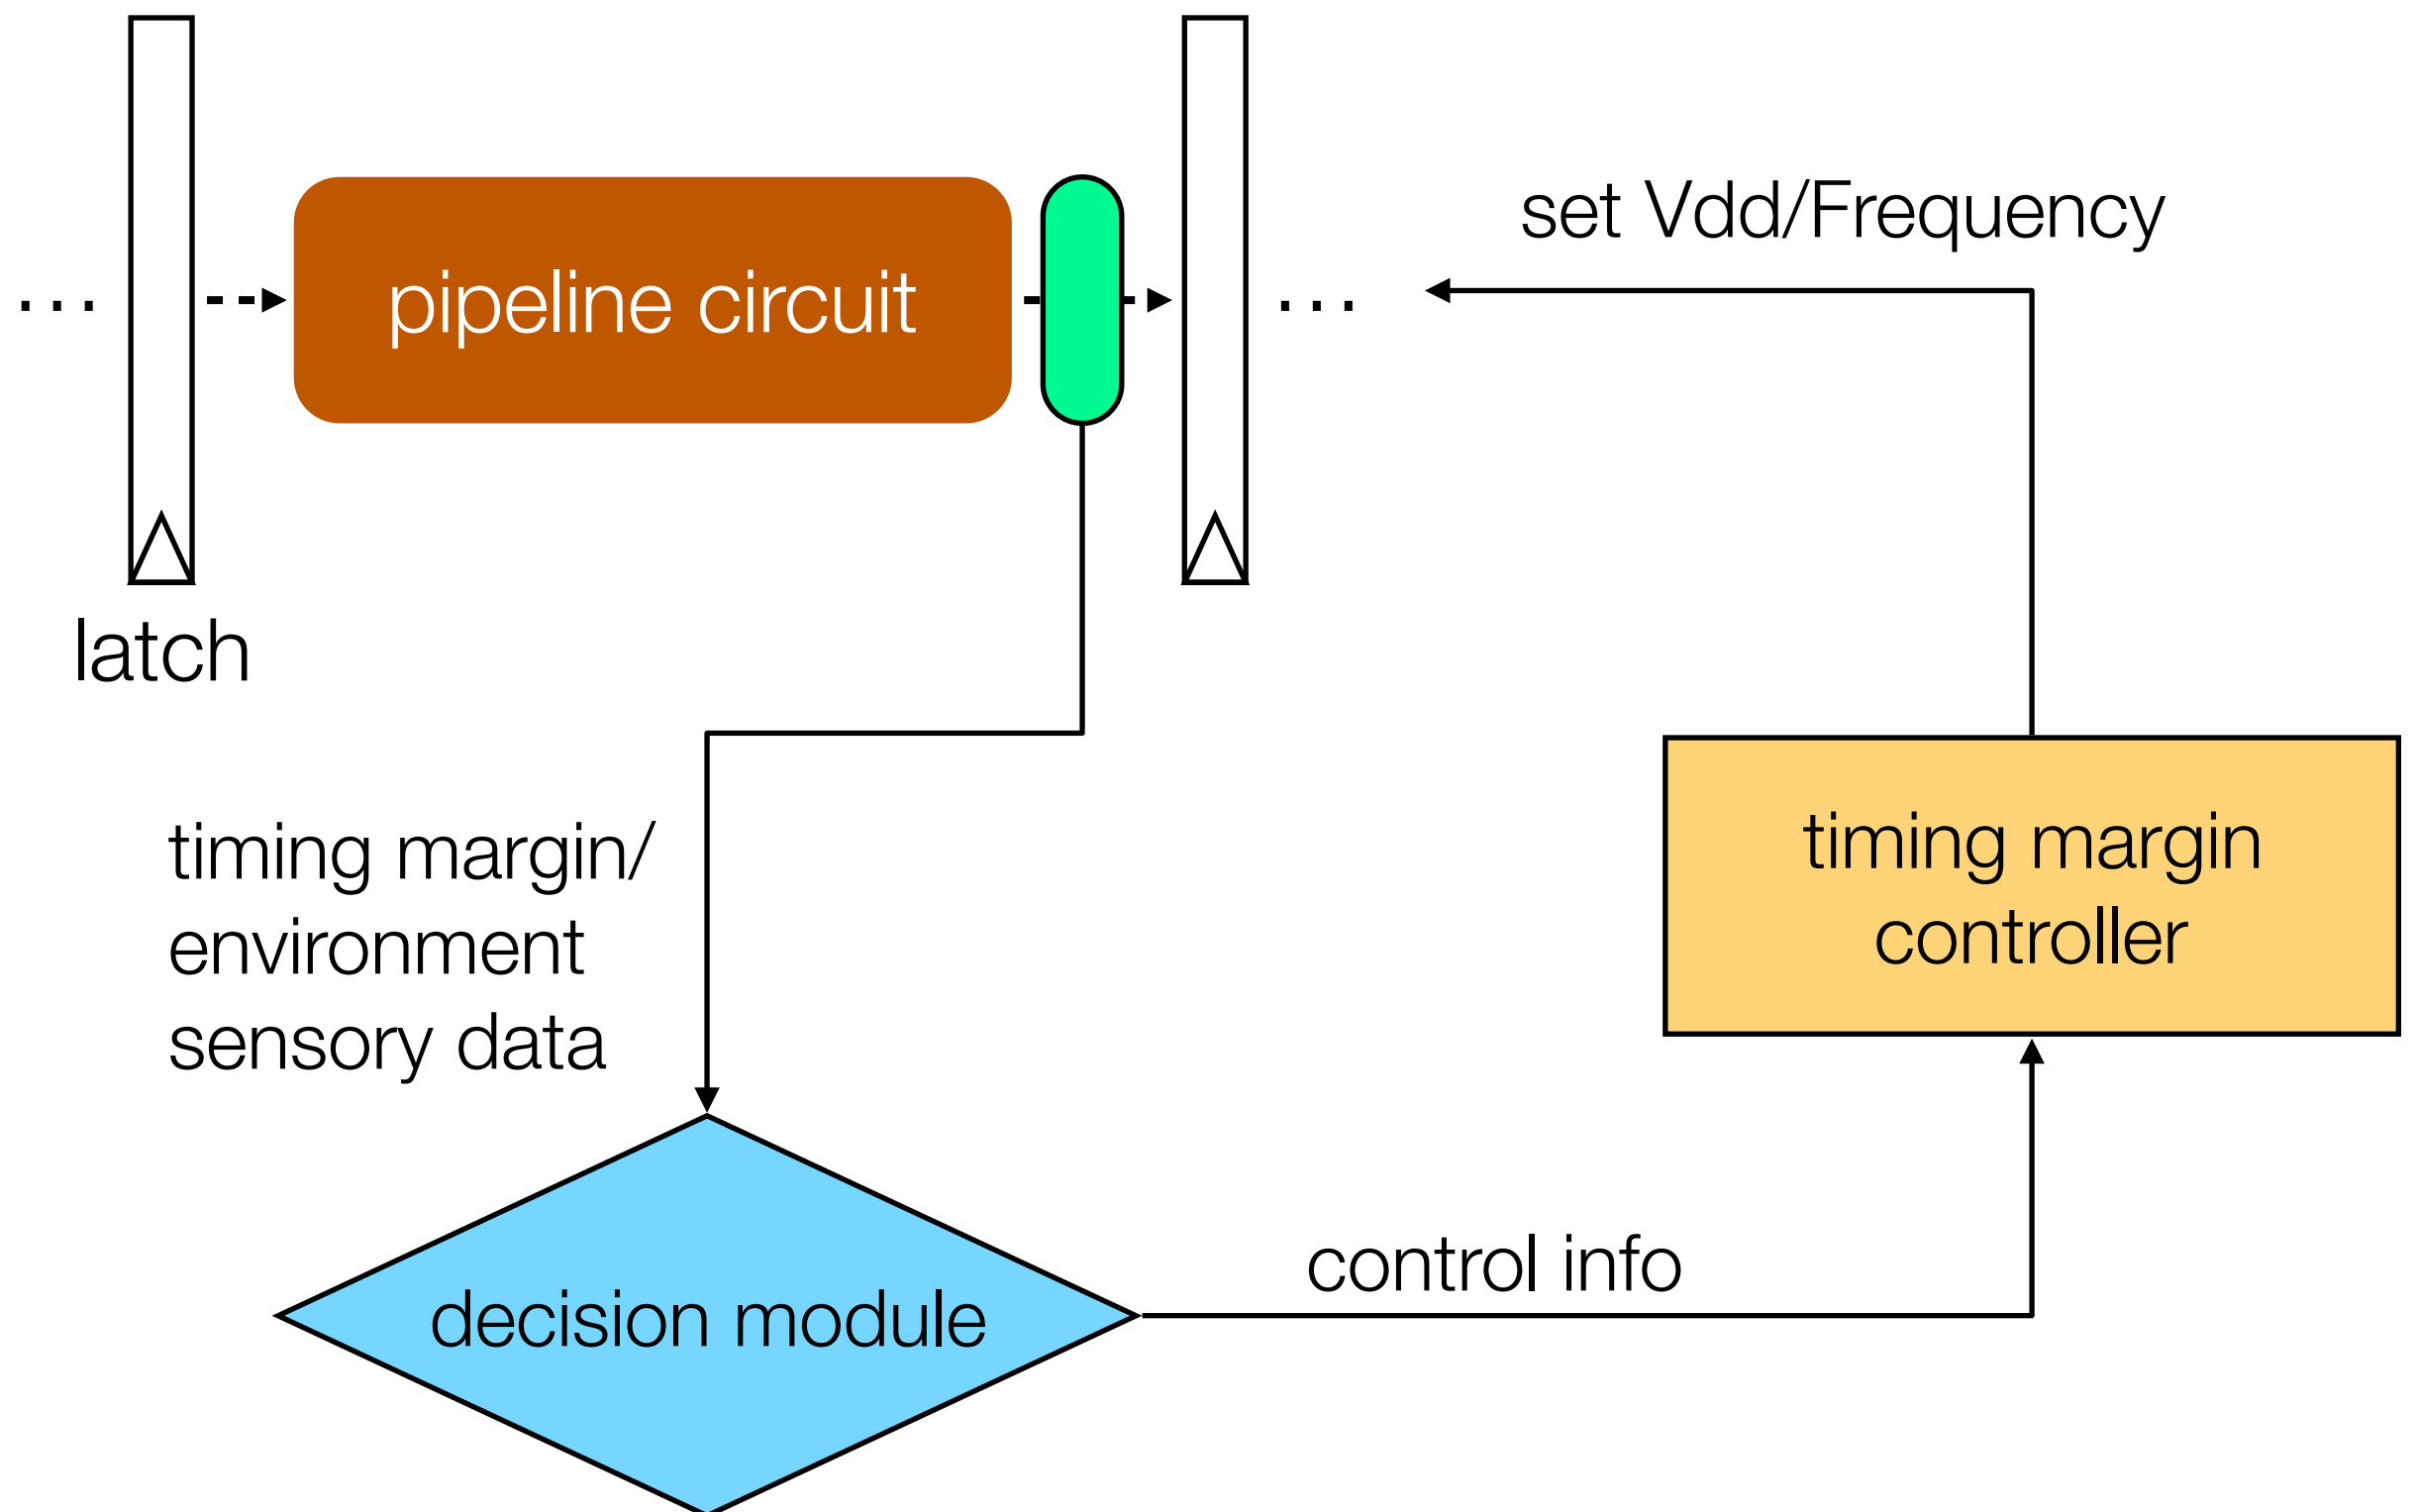 set Vdd/Frequency
. . .
pipeline circuit
. . .
latch
timing margin/
environment
sensory data
timing margin
controller
control info
decision module